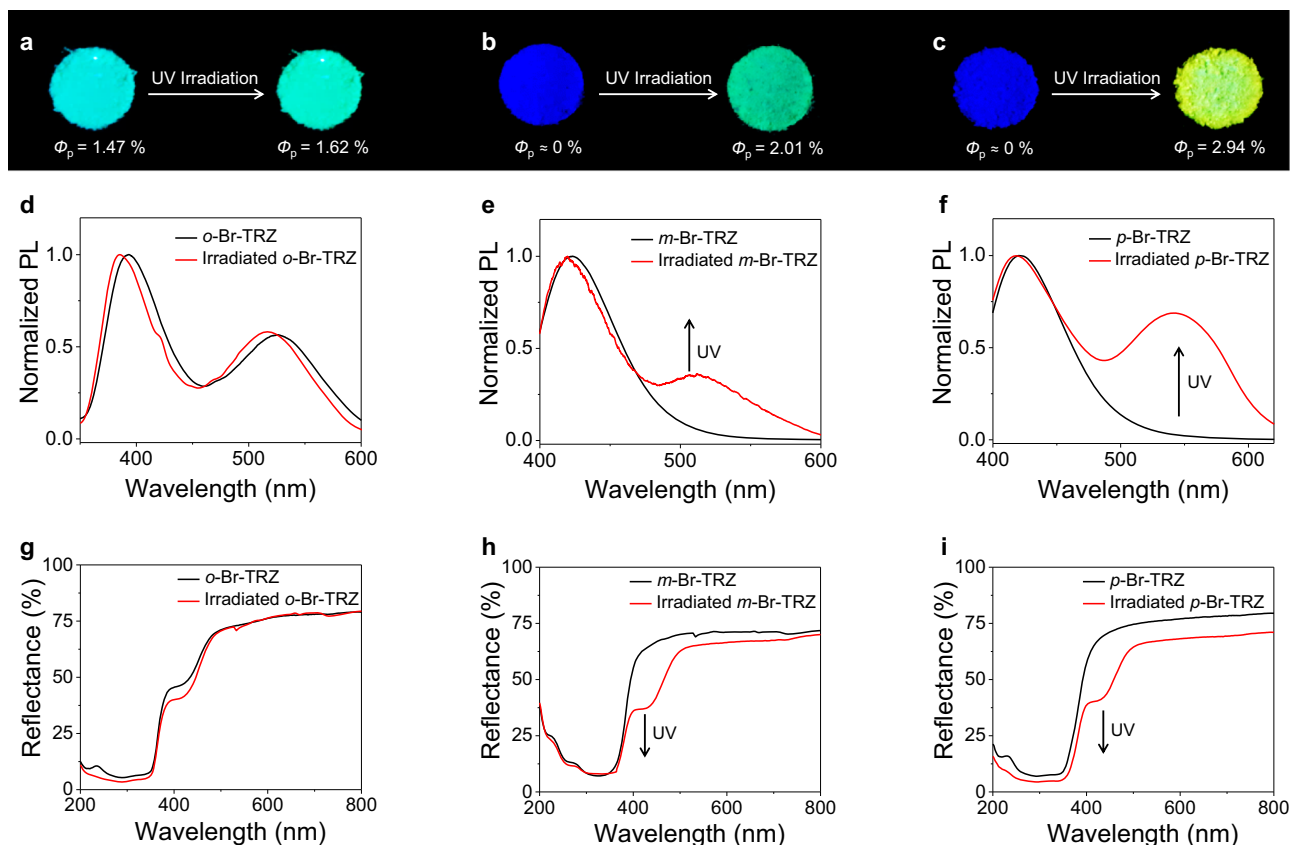 a
UV Irradiation
Φp = 1.47 %
Φp = 1.62 %
b
UV Irradiation
Φp ≈ 0 %
Φp = 2.01 %
c
UV Irradiation
Φp ≈ 0 %
Φp = 2.94 %
d
o-Br-TRZ
Irradiated o-Br-TRZ
1.0
0.5
0.0
Normalized PL
400
500
600
Wavelength (nm)
e
m-Br-TRZ
Irradiated m-Br-TRZ
UV
1.0
0.5
0.0
Normalized PL
400
500
600
Wavelength (nm)
f
p-Br-TRZ
Irradiated p-Br-TRZ
UV
1.0
0.5
0.0
Normalized PL
400
500
600
Wavelength (nm)
g
o-Br-TRZ
Irradiated o-Br-TRZ
100
75
50
25
0
Reflectance (%)
200
400
600
800
Wavelength (nm)
h
m-Br-TRZ
Irradiated m-Br-TRZ
UV
100
75
50
25
0
Reflectance (%)
200
400
600
800
Wavelength (nm)
i
p-Br-TRZ
Irradiated p-Br-TRZ
UV
100
75
50
25
0
Reflectance (%)
200
400
600
800
Wavelength (nm)